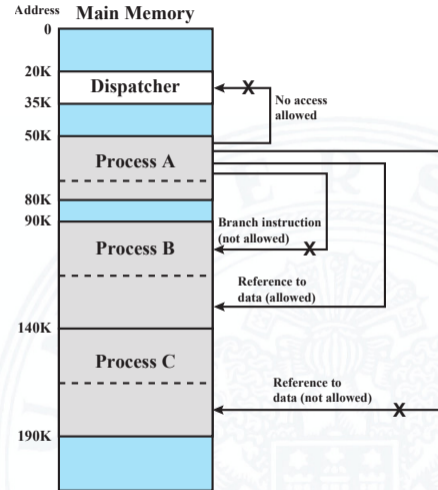 Address
Main Memory
0
20K
Dispatcher
35K
No access
allowed
50K
Process A
80K
90K
Branch instruction
(not allowed)
Process B
Reference to
data (allowed)
140K
Process C
Reference to
data (not allowed)
190K
X
X
X